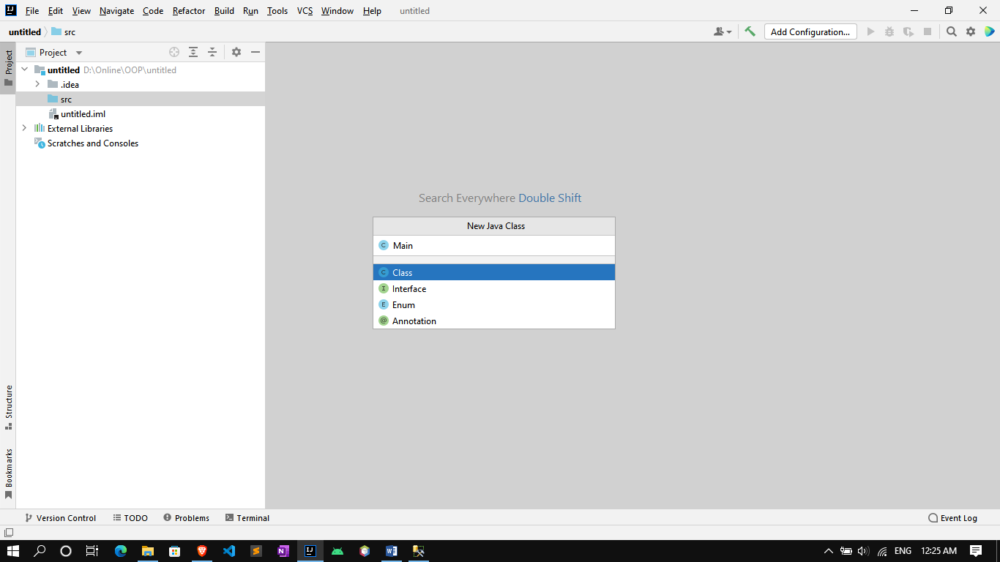 File Edit View Navigate Code Refactor Build Run Tools VCS Window Help untitled
untitled src
Add Configuration...
Project
Project
untitled D:\Online\OOP\untitled
.idea
src
untitled.iml
External Libraries
Scratches and Consoles
Search Everywhere Double Shift
New Java Class
C Main
C Class
I Interface
E Enum
@ Annotation
Structure
Bookmarks
Version Control TODO Problems Terminal Event Log
ENG 12:25 AM